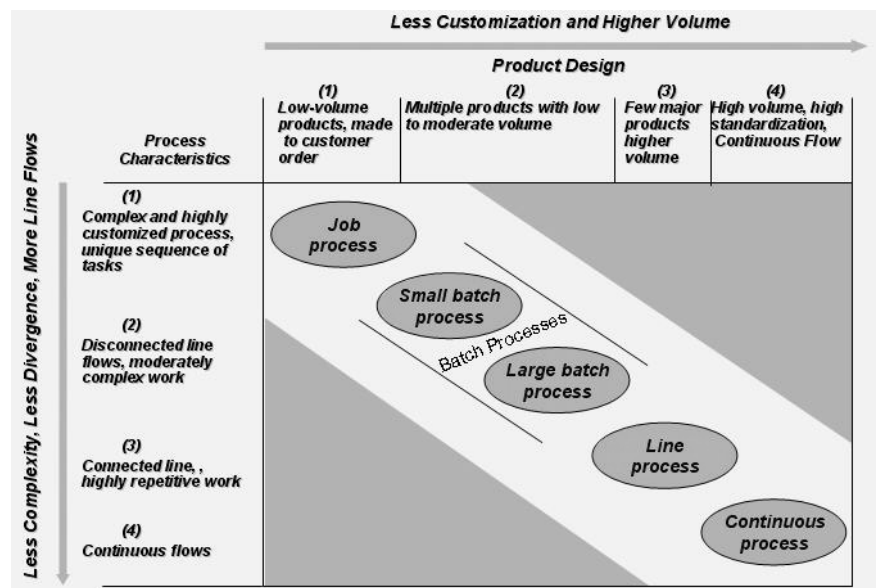 Less Customization and Higher Volume
Product Design
(1)
Low-volume
products, made
to customer
order
(2)
Multiple products with low
to moderate volume
(3)
Few major
products
higher
volume
(4)
High volume, high
standardization,
Continuous Flow
Process
Characteristics
Less Complexity, Less Divergence, More Line Flows
(1)
Complex and highly
customized process,
unique sequence of
tasks
(2)
Disconnected line
flows, moderately
complex work
(3)
Connected line, ,
highly repetitive work
(4)
Continuous flows
Job
process
Small batch
process
Batch Processes
Large batch
process
Line
process
Continuous
process